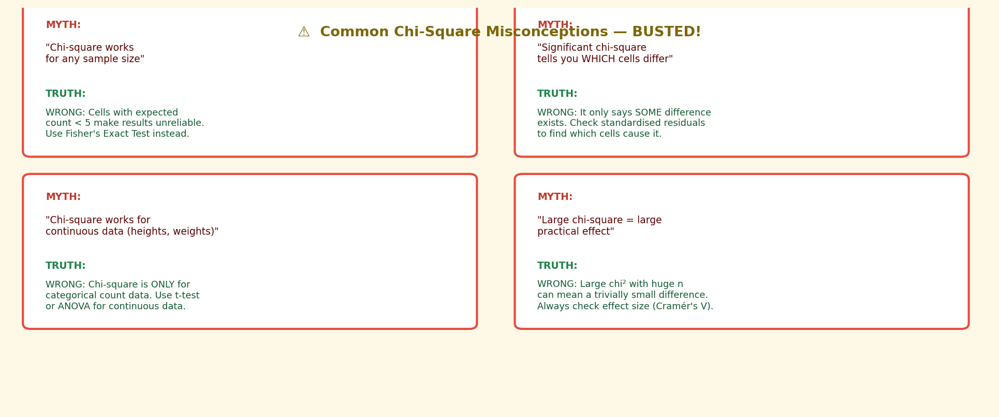 ⚠ Common Chi-Square Misconceptions — BUSTED!
MYTH:
"Chi-square works
for any sample size"
TRUTH:
WRONG: Cells with expected
count < 5 make results unreliable.
Use Fisher's Exact Test instead.
MYTH:
"Significant chi-square
tells you WHICH cells differ"
TRUTH:
WRONG: It only says SOME difference
exists. Check standardised residuals
to find which cells cause it.
MYTH:
"Chi-square works for
continuous data (heights, weights)"
TRUTH:
WRONG: Chi-square is ONLY for
categorical count data. Use t-test
or ANOVA for continuous data.
MYTH:
"Large chi-square = large
practical effect"
TRUTH:
WRONG: Large chi² with huge n
can mean a trivially small difference.
Always check effect size (Cramér's V).